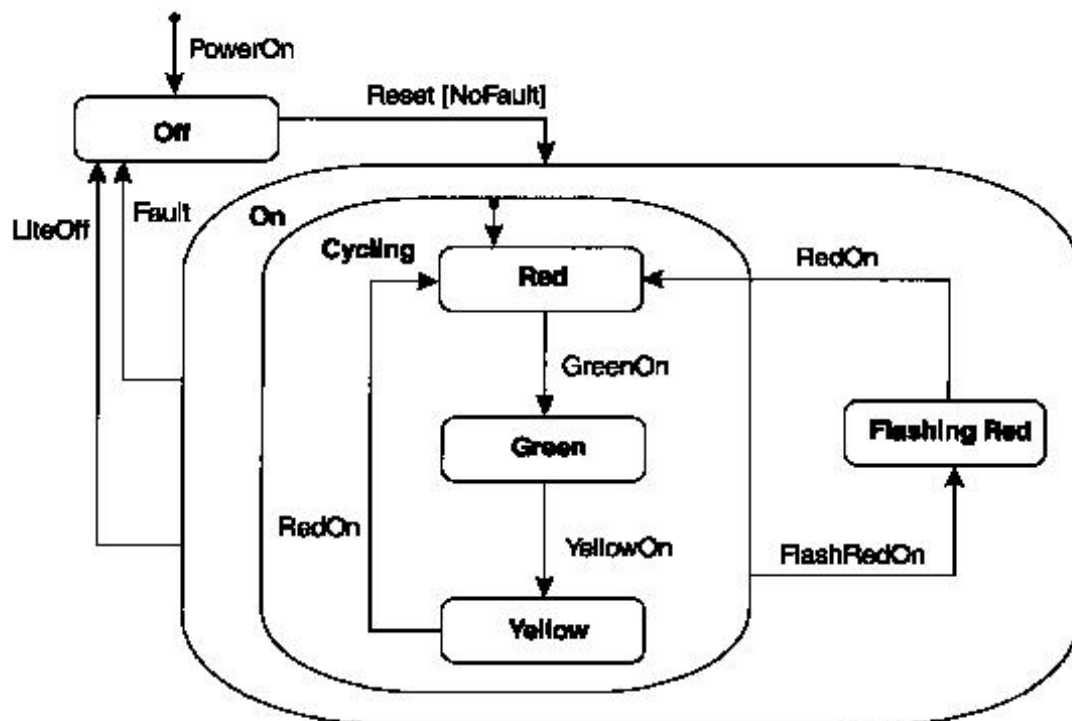 PowerOn
Reset [NoFault]
Off
LiteOff
Fault
On
Cycling
Red
RedOn
GreenOn
Flashing Red
Green
RedOn
YellowOn
FlashRedOn
Yellow